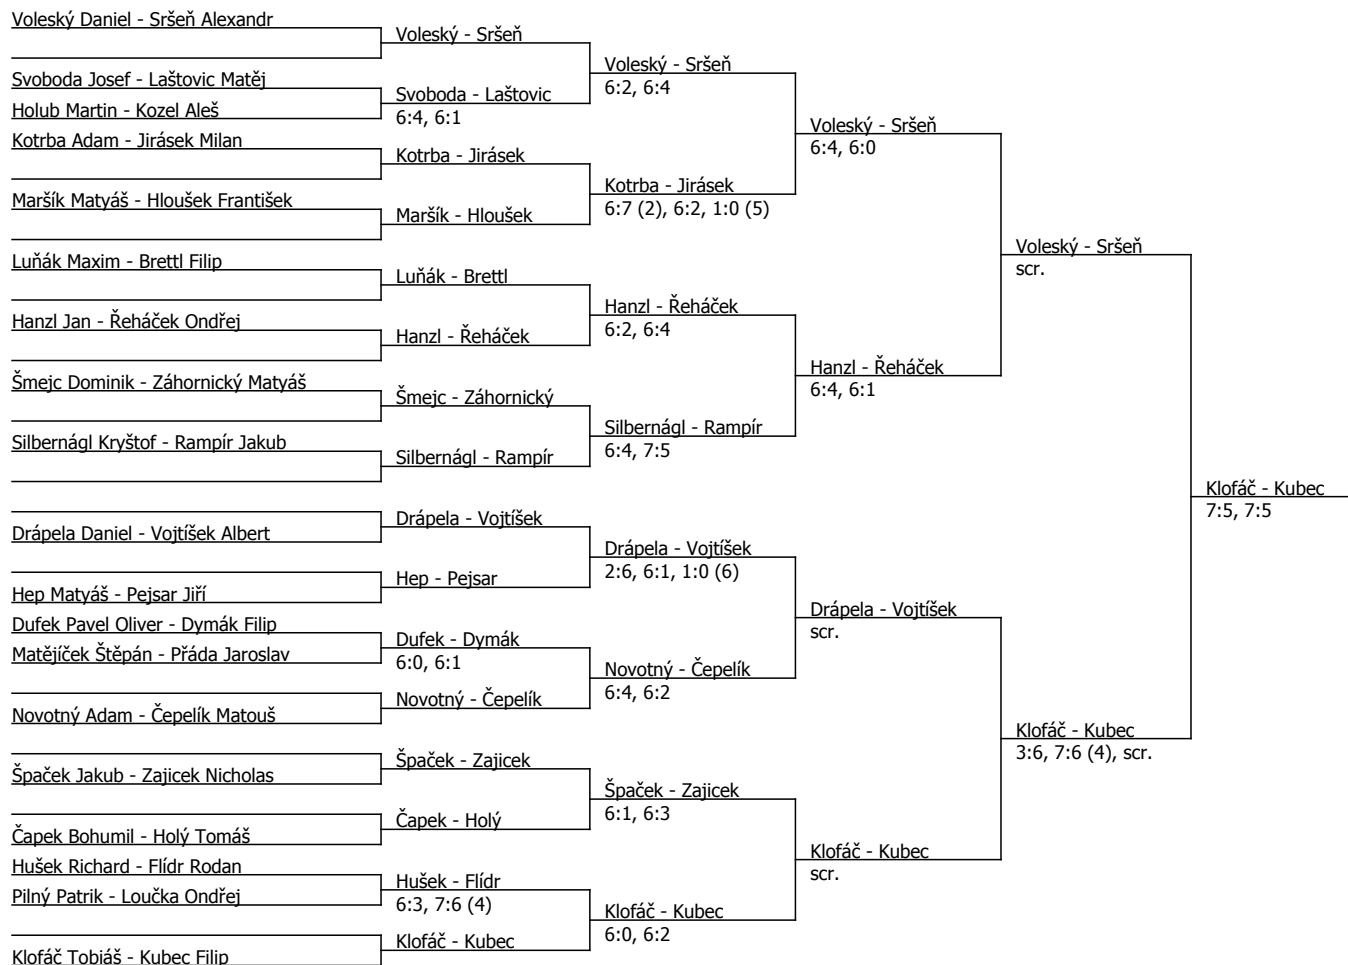 Voleský Daniel - Sršeň Alexandr
Svoboda Josef - Laštovic Matěj
Holub Martin - Kozel Aleš
Kotrba Adam - Jirásek Milan
Maršík Matyáš - Hloušek František
Luňák Maxim - Brettl Filip
Hanzl Jan - Řeháček Ondřej
Šmejc Dominik - Záhornický Matyáš
Silbernágl Kryštof - Rampír Jakub
Drápela Daniel - Vojtíšek Albert
Hep Matyáš - Pejsar Jiří
Dufek Pavel Oliver - Dymák Filip
Matějíček Štěpán - Přáda Jaroslav
Novotný Adam - Čepelík Matouš
Špaček Jakub - Zajicek Nicholas
Čapek Bohumil - Holý Tomáš
Hušek Richard - Flídr Rodan
Pilný Patrik - Loučka Ondřej
Klofáč Tobiáš - Kubec Filip
Voleský - Sršeň
Svoboda - Laštovic
6:4, 6:1
Kotrba - Jirásek
Maršík - Hloušek
Luňák - Brettl
Hanzl - Řeháček
Šmejc - Záhornický
Silbernágl - Rampír
Drápela - Vojtíšek
Hep - Pejsar
Dufek - Dymák
6:0, 6:1
Novotný - Čepelík
Špaček - Zajicek
Čapek - Holý
Hušek - Flídr
6:3, 7:6 (4)
Klofáč - Kubec
Voleský - Sršeň
6:2, 6:4
Kotrba - Jirásek
6:7 (2), 6:2, 1:0 (5)
Hanzl - Řeháček
6:2, 6:4
Silbernágl - Rampír
6:4, 7:5
Drápela - Vojtíšek
2:6, 6:1, 1:0 (6)
Novotný - Čepelík
6:4, 6:2
Špaček - Zajicek
6:1, 6:3
Klofáč - Kubec
6:0, 6:2
Voleský - Sršeň
6:4, 6:0
Hanzl - Řeháček
6:4, 6:1
Drápela - Vojtíšek
scr.
Klofáč - Kubec
scr.
Voleský - Sršeň
scr.
Klofáč - Kubec
3:6, 7:6 (4), scr.
Klofáč - Kubec
7:5, 7:5